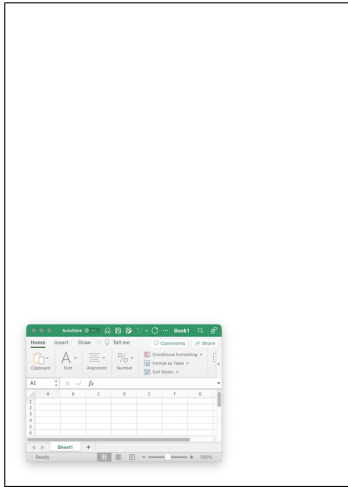 AutoSave Book1
Home Insert Draw Tell me Comments Share
Clipboard Font Alignment Number Conditional Formatting
Format as Table
Cell Styles
A1 fx
A B C D E F G
1
2
3
4
5
6
Sheet1 +
Ready 100%